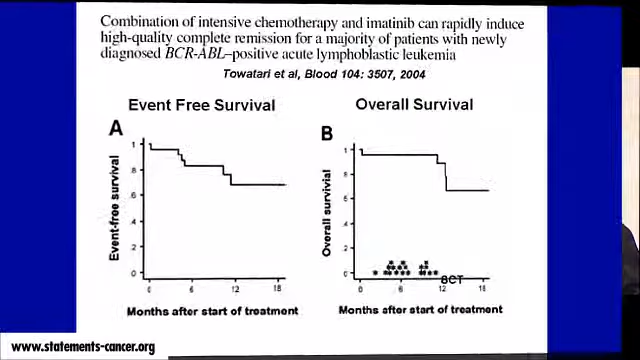 Combination of intensive chemotherapy and imatinib can rapidly induce
high-quality complete remission for a majority of patients with newly
diagnosed BCR-ABL–positive acute lymphoblastic leukemia
Towatari et al, Blood 104: 3507, 2004
Event Free Survival
Overall Survival
A
B
Event-free survival
1
.8
.6
.4
.2
0
0 6 12 18
Months after start of treatment
Overall survivial
1
.8
.6
.4
.2
0
BCT
0 6 12 18
Months after start of treatment
www.statements-cancer.org